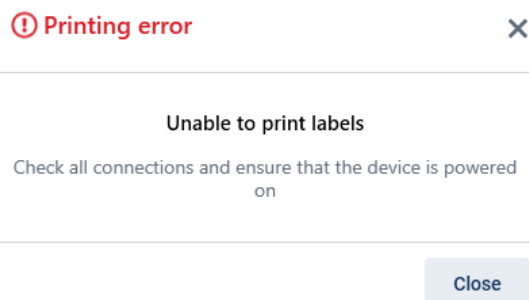 Printing error
Unable to print labels
Check all connections and ensure that the device is powered
on
Close